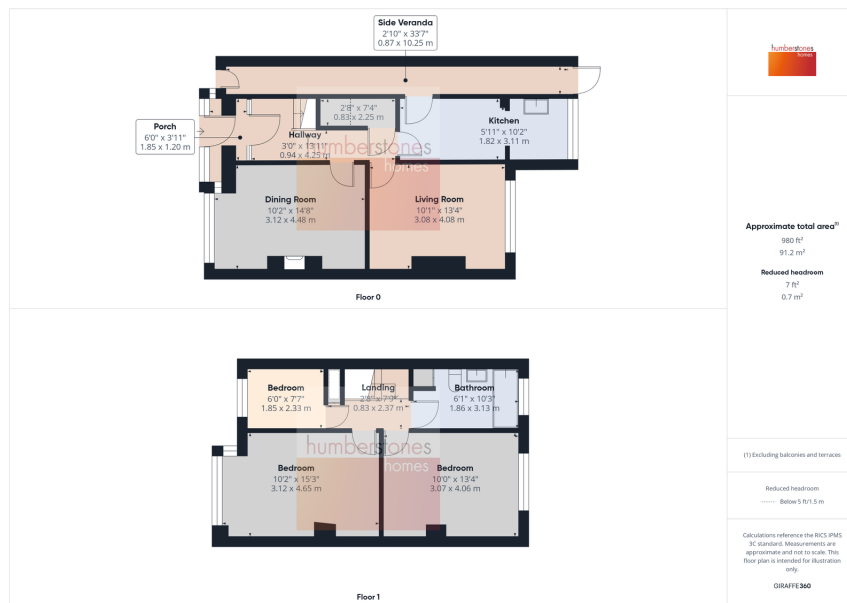 Side Veranda
2'10" x 33'7"
0.87 x 10.25 m
Porch
6'0" x 3'11"
1.85 x 1.20 m
Hallway
3'0" x 13'11"
0.94 x 4.25 m
2'8" x 7'4"
0.83 x 2.25 m
Kitchen
5'11" x 10'2"
1.82 x 3.11 m
humberstones
homes
Dining Room
10'2" x 14'8"
3.12 x 4.48 m
Living Room
10'1" x 13'4"
3.08 x 4.08 m
Floor 0
Bedroom
6'0" x 7'7"
1.85 x 2.33 m
Landing
2'8" x 7'9"
0.83 x 2.37 m
Bathroom
6'1" x 10'3"
1.86 x 3.13 m
humberstones
homes
Bedroom
10'2" x 15'3"
3.12 x 4.65 m
Bedroom
10'0" x 13'4"
3.07 x 4.06 m
Floor 1
humberstones
homes
Approximate total area(1)
980 ft²
91.2 m²
Reduced headroom
7 ft²
0.7 m²
(1) Excluding balconies and terraces
Reduced headroom
Below 5 ft/1.5 m
Calculations reference the RICS IPMS
3C standard. Measurements are
approximate and not to scale. This
floor plan is intended for illustration
only.
GIRAFFE360